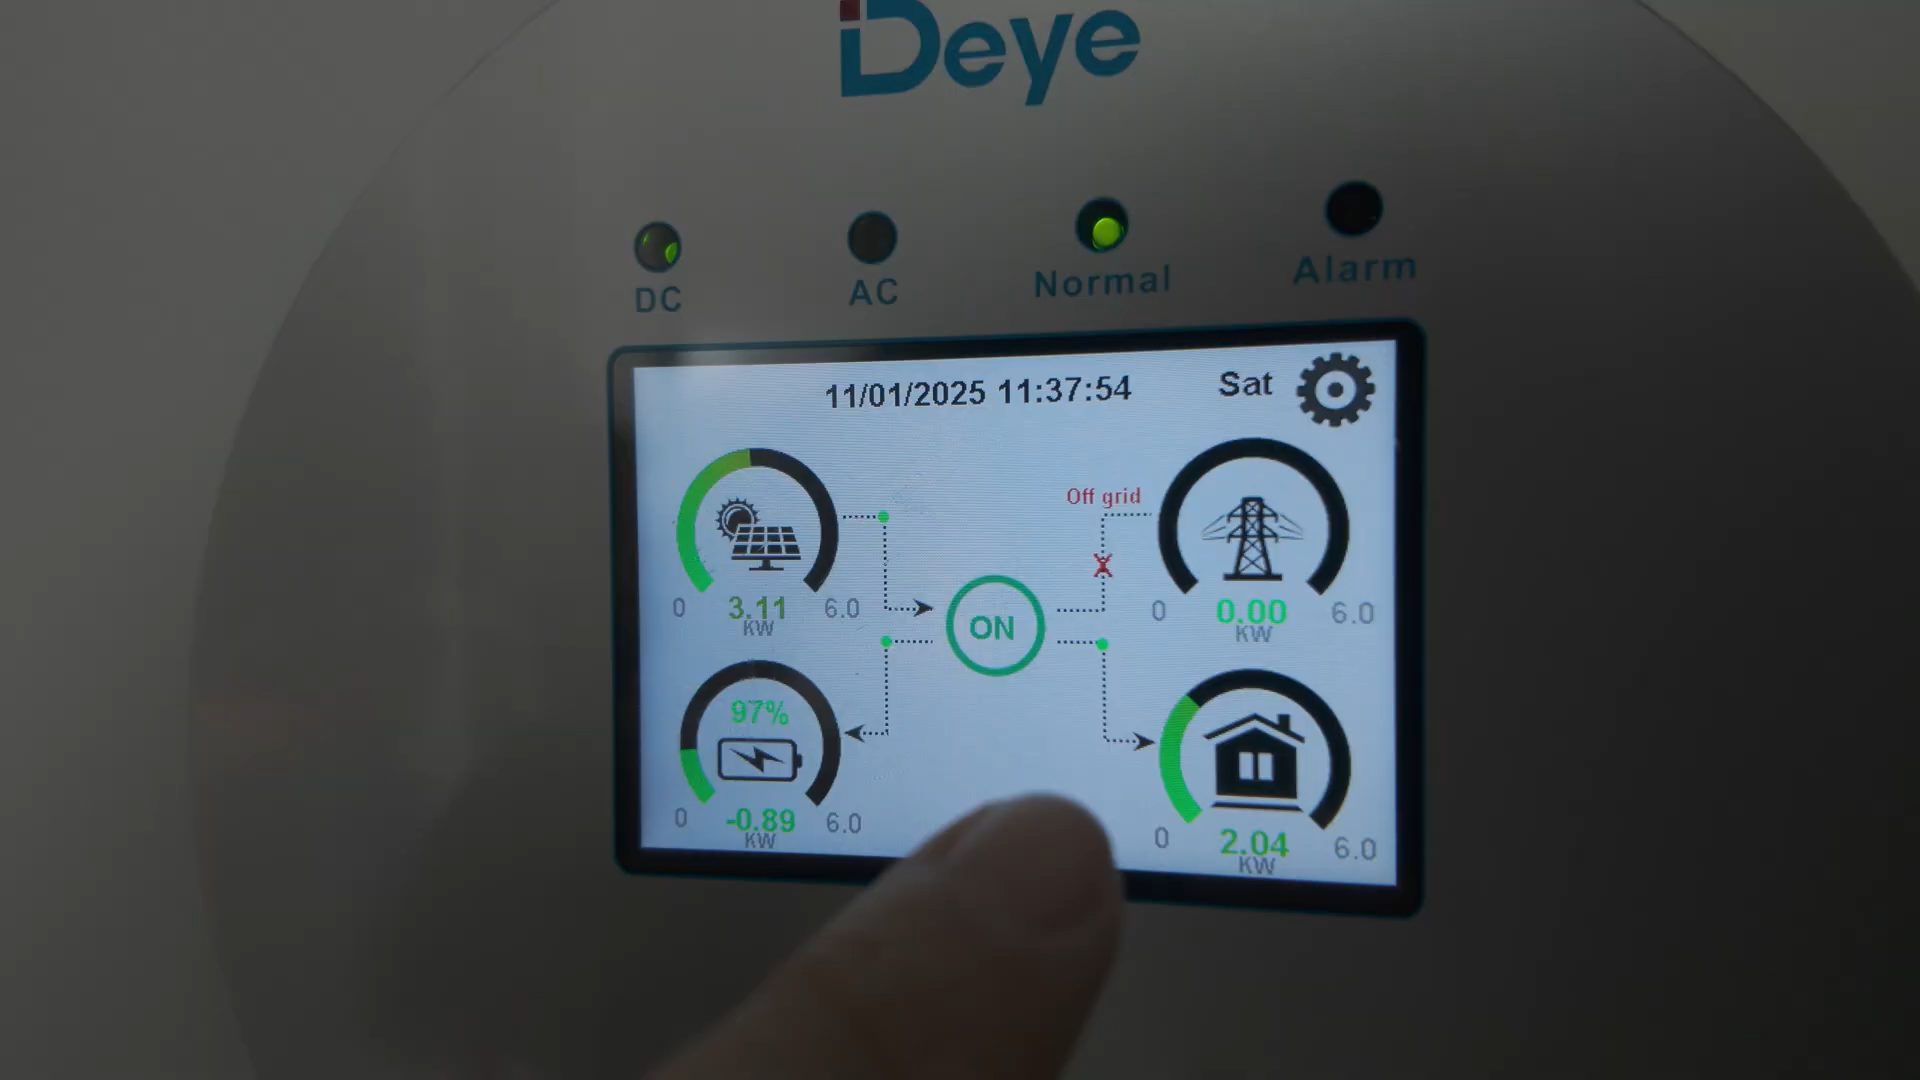 Deye
DC AC Normal Alarm
11/01/2025 11:37:54 Sat
Off grid
0 3.11 6.0
KW
0 0.00 6.0
KW
ON
97%
0 -0.89 6.0
KW
0 2.04 6.0
KW